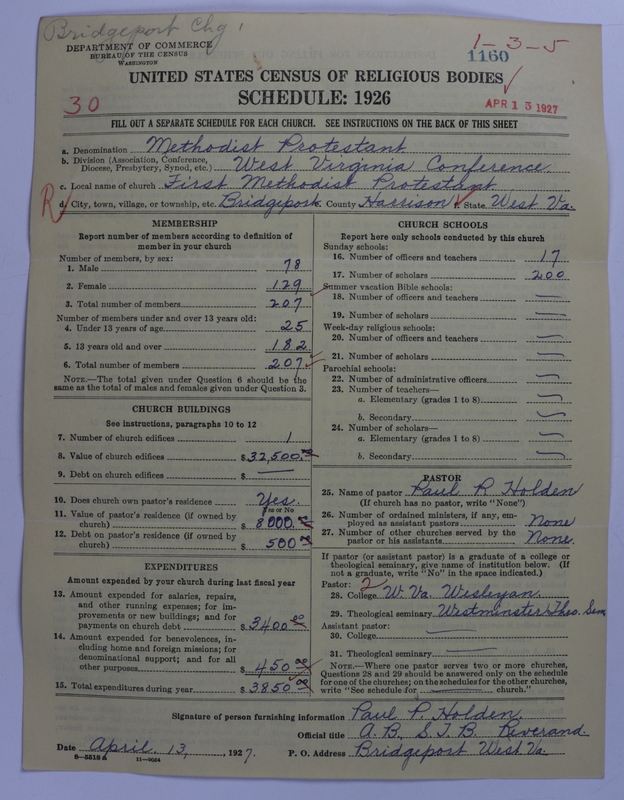 Bridgeport Chg.
DEPARTMENT OF COMMERCE
BUREAU OF THE CENSUS
WASHINGTON
1-3-5
1160
UNITED STATES CENSUS OF RELIGIOUS BODIES
SCHEDULE: 1926
30
APR 13 1927
FILL OUT A SEPARATE SCHEDULE FOR EACH CHURCH. SEE INSTRUCTIONS ON THE BACK OF THIS SHEET
a. Denomination Methodist Protestant
b. Division (Association, Conference, Diocese, Presbytery, Synod, etc.) West Virginia Conference.
c. Local name of church First Methodist Protestant
R
d. City, town, village, or township, etc. Bridgeport County Harrison State West Va.
MEMBERSHIP
Report number of members according to definition of
member in your church
Number of members, by sex:
1. Male 78
2. Female 129
3. Total number of members 207
Number of members under and over 13 years old:
4. Under 13 years of age 25
5. 13 years old and over 182
6. Total number of members 207
NOTE.—The total given under Question 6 should be the
same as the total of males and females given under Question 3.
CHURCH BUILDINGS
See instructions, paragraphs 10 to 12
7. Number of church edifices 1
8. Value of church edifices $ 32,500.00
9. Debt on church edifices $ —
10. Does church own pastor's residence Yes.
Yes or No
11. Value of pastor's residence (if owned by
church) $ 8000.00
12. Debt on pastor's residence (if owned by
church) $ 500 00
EXPENDITURES
Amount expended by your church during last fiscal year
13. Amount expended for salaries, repairs,
and other running expenses; for im-
provements or new buildings; and for
payments on church debt $ 3400 00
14. Amount expended for benevolences, in-
cluding home and foreign missions; for
denominational support; and for all
other purposes $ 450 00
15. Total expenditures during year $ 3850 00
CHURCH SCHOOLS
Report here only schools conducted by this church
Sunday schools:
16. Number of officers and teachers 17
17. Number of scholars 200
Summer vacation Bible schools:
18. Number of officers and teachers —
19. Number of scholars —
Week-day religious schools:
20. Number of officers and teachers —
21. Number of scholars —
Parochial schools:
22. Number of administrative officers —
23. Number of teachers—
a. Elementary (grades 1 to 8) —
b. Secondary —
24. Number of scholars—
a. Elementary (grades 1 to 8) —
b. Secondary —
PASTOR
25. Name of pastor Paul P. Holden
(If church has no pastor, write "None")
26. Number of ordained ministers, if any, em-
ployed as assistant pastors None
27. Number of other churches served by the
pastor or his assistants None.
If pastor (or assistant pastor) is a graduate of a college or
theological seminary, give name of institution below. (If
not a graduate, write "No" in the space indicated.)
Pastor: 2
28. College W. Va. Wesleyan.
29. Theological seminary Westminster Theo. Sem
Assistant pastor:
30. College —
31. Theological seminary —
NOTE.—Where one pastor serves two or more churches,
Questions 28 and 29 should be answered only on the schedule
for one of the churches; on the schedules for the other churches,
write "See schedule for — church."
Signature of person furnishing information Paul P. Holden.
Official title A.B., S.T.B. Reverand.
Date April 13, 1927. P. O. Address Bridgeport West Va.
8—5518 a 11—9054